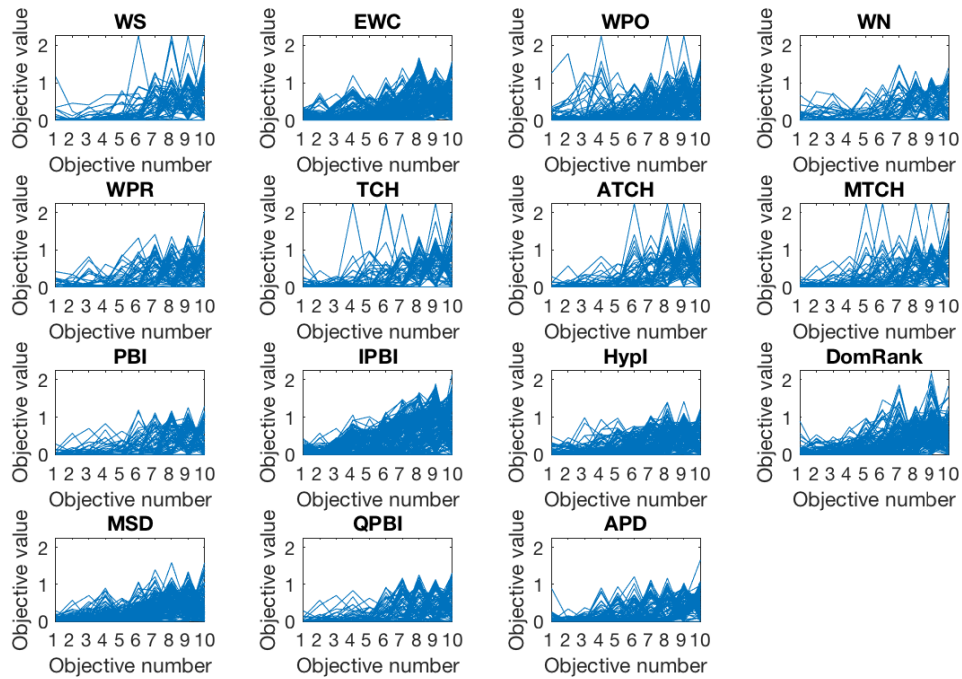 WS EWC WPO WN
Objective value Objective value Objective value Objective value
2 2 2 2
1 1 1 1
0 0 0 0
1 2 3 4 5 6 7 8 9 10 1 2 3 4 5 6 7 8 9 10 1 2 3 4 5 6 7 8 9 10 1 2 3 4 5 6 7 8 9 10
Objective number Objective number Objective number Objective number
WPR TCH ATCH MTCH
Objective value Objective value Objective value Objective value
2 2 2 2
1 1 1 1
0 0 0 0
1 2 3 4 5 6 7 8 9 10 1 2 3 4 5 6 7 8 9 10 1 2 3 4 5 6 7 8 9 10 1 2 3 4 5 6 7 8 9 10
Objective number Objective number Objective number Objective number
PBI IPBI HypI DomRank
Objective value Objective value Objective value Objective value
2 2 2 2
1 1 1 1
0 0 0 0
1 2 3 4 5 6 7 8 9 10 1 2 3 4 5 6 7 8 9 10 1 2 3 4 5 6 7 8 9 10 1 2 3 4 5 6 7 8 9 10
Objective number Objective number Objective number Objective number
MSD QPBI APD
Objective value Objective value Objective value
2 2 2
1 1 1
0 0 0
1 2 3 4 5 6 7 8 9 10 1 2 3 4 5 6 7 8 9 10 1 2 3 4 5 6 7 8 9 10
Objective number Objective number Objective number